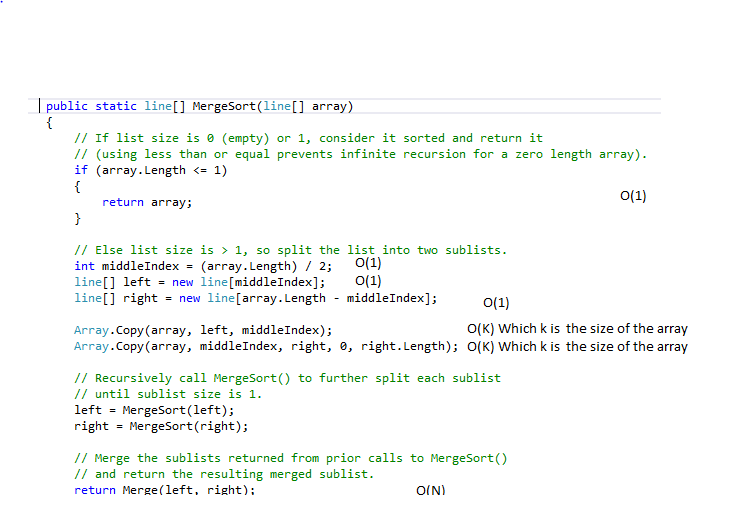 public static line[] MergeSort(line[] array)
{
// If list size is 0 (empty) or 1, consider it sorted and return it
// (using less than or equal prevents infinite recursion for a zero length array).
if (array.Length <= 1)
{
return array; O(1)
}
// Else list size is > 1, so split the list into two sublists.
int middleIndex = (array.Length) / 2; O(1)
line[] left = new line[middleIndex]; O(1)
line[] right = new line[array.Length - middleIndex]; O(1)
Array.Copy(array, left, middleIndex); O(K) Which k is the size of the array
Array.Copy(array, middleIndex, right, 0, right.Length); O(K) Which k is the size of the array
// Recursively call MergeSort() to further split each sublist
// until sublist size is 1.
left = MergeSort(left);
right = MergeSort(right);
// Merge the sublists returned from prior calls to MergeSort()
// and return the resulting merged sublist.
return Merge(left, right); O(N)